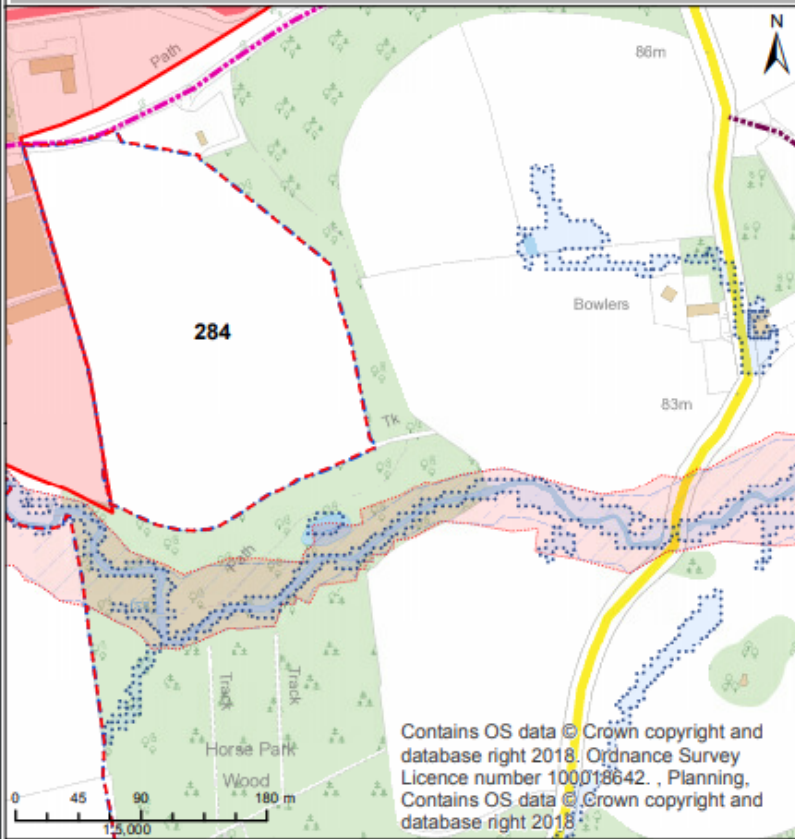 N
Path
86m
284
Bowlers
83m
Tk
Path
Track
Track
Horse Park
Wood
0 45 90 180 m
1:5,000
Contains OS data © Crown copyright and
database right 2018. Ordnance Survey
Licence number 100018642. , Planning,
Contains OS data © Crown copyright and
database right 2018